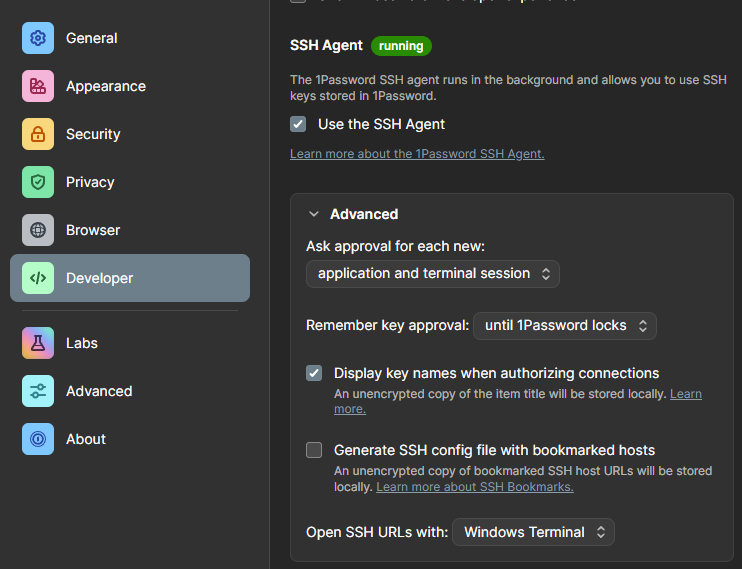 General
Appearance
Security
Privacy
Browser
Developer
Labs
Advanced
About
SSH Agent running
The 1Password SSH agent runs in the background and allows you to use SSH
keys stored in 1Password.
Use the SSH Agent
Learn more about the 1Password SSH Agent.
Advanced
Ask approval for each new:
application and terminal session
Remember key approval: until 1Password locks
Display key names when authorizing connections
An unencrypted copy of the item title will be stored locally. Learn
more.
Generate SSH config file with bookmarked hosts
An unencrypted copy of bookmarked SSH host URLs will be stored
locally. Learn more about SSH Bookmarks.
Open SSH URLs with: Windows Terminal